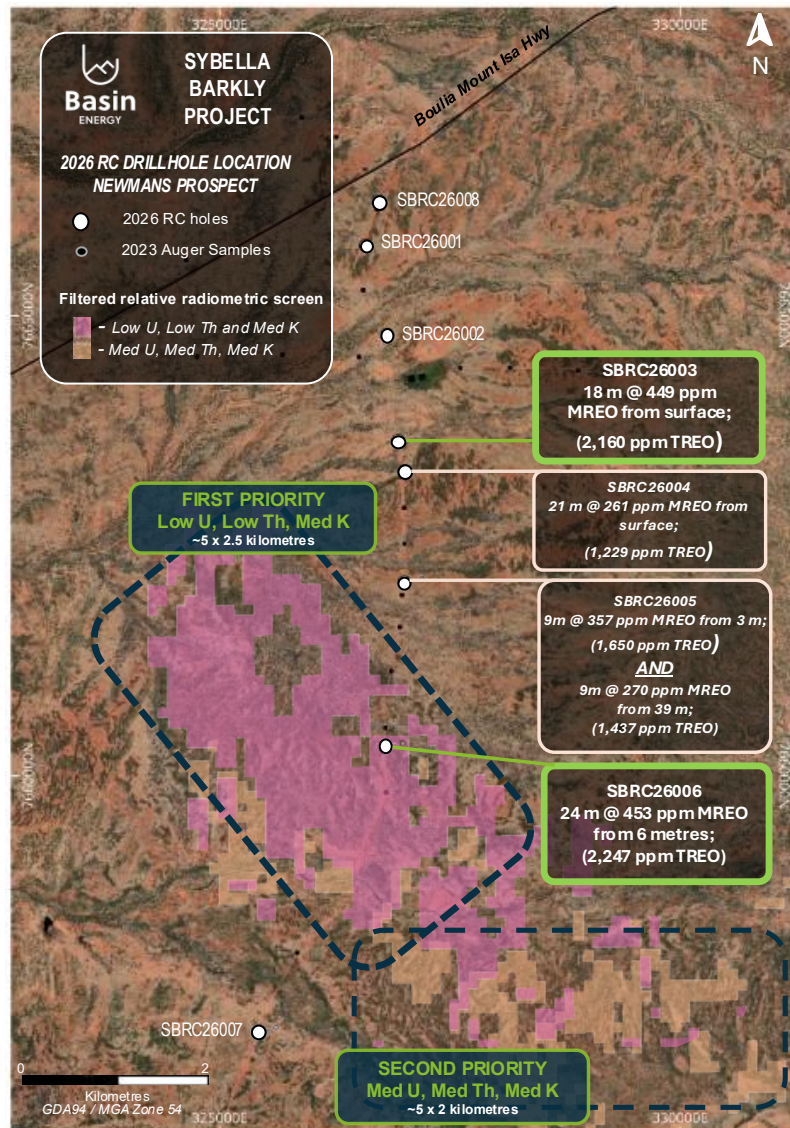 325000E
330000E
Basin
ENERGY
SYBELLA
BARKLY
PROJECT
2026 RC DRILLHOLE LOCATION
NEWMANS PROSPECT
2026 RC holes
2023 Auger Samples
Filtered relative radiometric screen
- Low U, Low Th and Med K
- Med U, Med Th, Med K
Boulia Mount Isa Hwy
N
SBRC26008
SBRC26001
SBRC26002
7665000N
7665000N
SBRC26003
18 m @ 449 ppm
MREO from surface;
(2,160 ppm TREO)
SBRC26004
21 m @ 261 ppm MREO from
surface;
(1,229 ppm TREO)
FIRST PRIORITY
Low U, Low Th, Med K
~5 x 2.5 kilometres
SBRC26005
9m @ 357 ppm MREO from 3 m;
(1,650 ppm TREO)
AND
9m @ 270 ppm MREO
from 39 m;
(1,437 ppm TREO)
SBRC26006
24 m @ 453 ppm MREO
from 6 metres;
(2,247 ppm TREO)
SBRC26007
0 2
Kilometres
GDA94 / MGA Zone 54
SECOND PRIORITY
Med U, Med Th, Med K
~5 x 2 kilometres
325000E
330000E